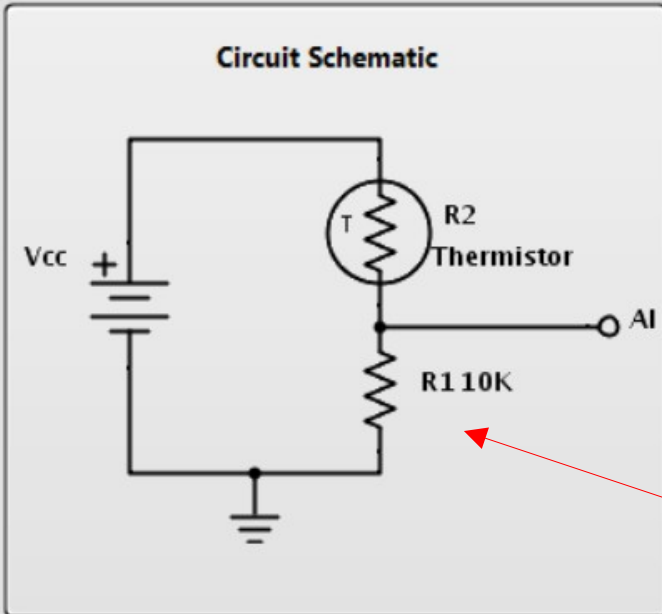 Circuit Schematic
T
R2
Thermistor
Vcc +
AI
R1 10K